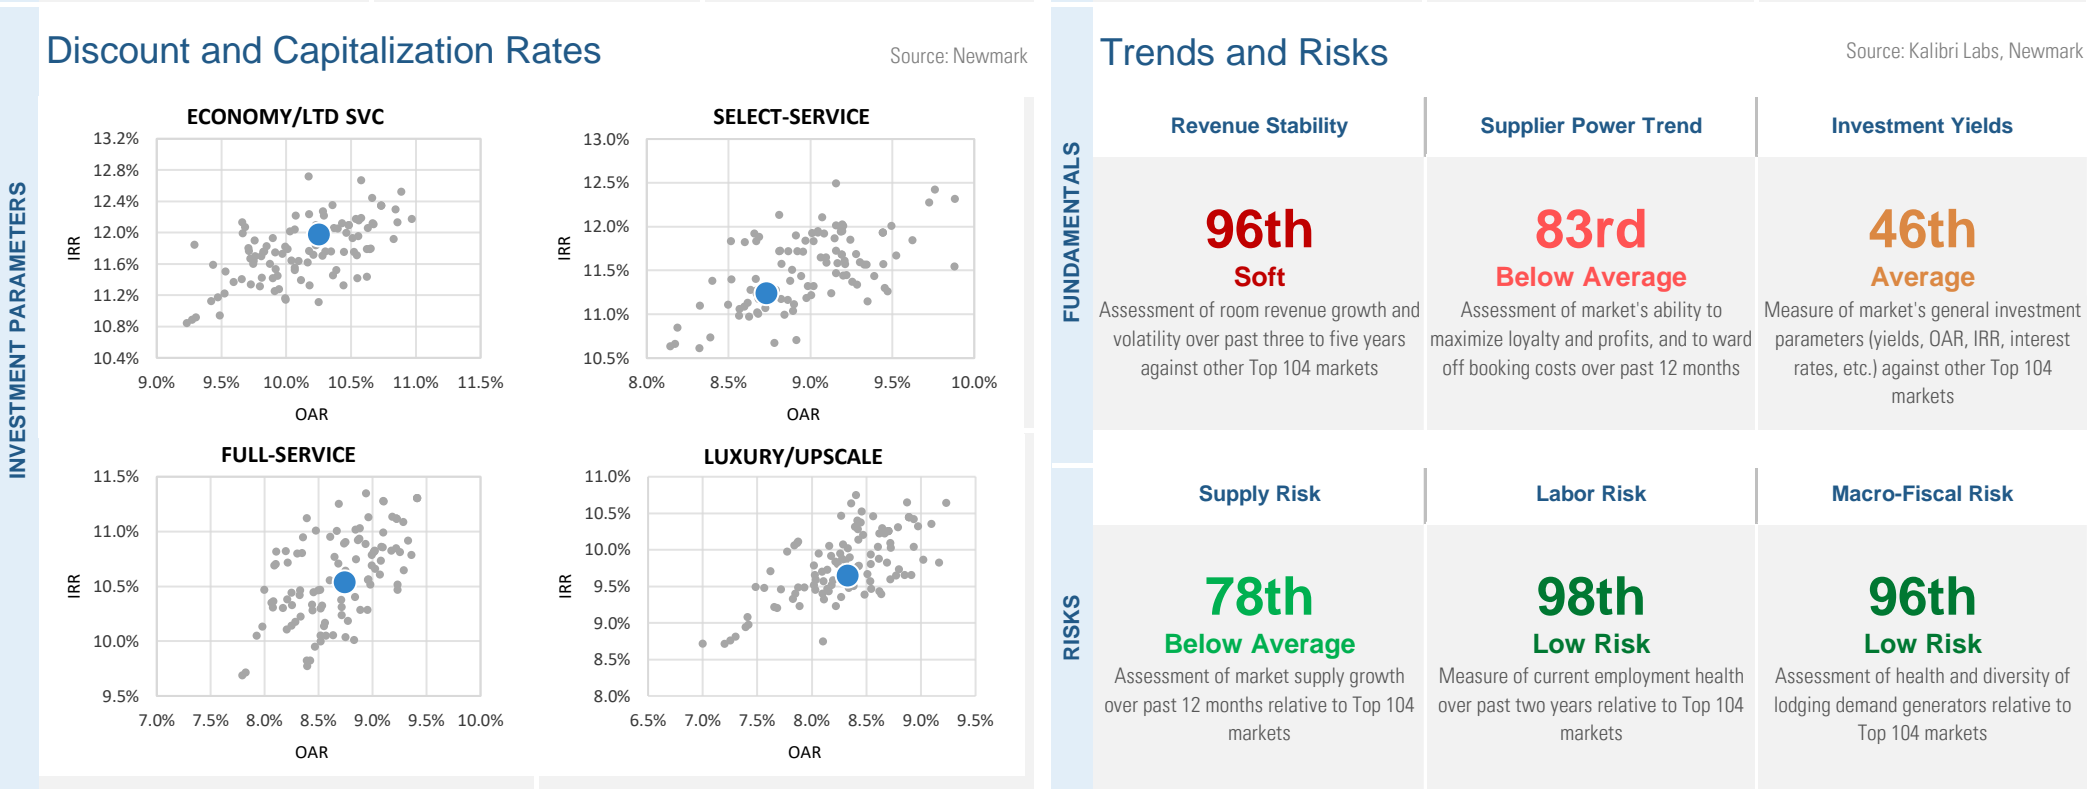 INVESTMENT PARAMETERS
Discount and Capitalization Rates
Source: Newmark
ECONOMY/LTD SVC
13.2%
12.8%
12.4%
12.0%
11.6%
11.2%
10.8%
10.4%
IRR
9.0% 9.5% 10.0% 10.5% 11.0% 11.5%
OAR
SELECT-SERVICE
13.0%
12.5%
12.0%
11.5%
11.0%
10.5%
IRR
8.0% 8.5% 9.0% 9.5% 10.0%
OAR
FULL-SERVICE
11.5%
11.0%
10.5%
10.0%
9.5%
IRR
7.0% 7.5% 8.0% 8.5% 9.0% 9.5% 10.0%
OAR
LUXURY/UPSCALE
11.0%
10.5%
10.0%
9.5%
9.0%
8.5%
8.0%
IRR
6.5% 7.0% 7.5% 8.0% 8.5% 9.0% 9.5%
OAR
Trends and Risks
Source: Kalibri Labs, Newmark
FUNDAMENTALS
Revenue Stability
96th
Soft
Assessment of room revenue growth and
volatility over past three to five years
against other Top 104 markets
Supplier Power Trend
83rd
Below Average
Assessment of market's ability to
maximize loyalty and profits, and to ward
off booking costs over past 12 months
Investment Yields
46th
Average
Measure of market's general investment
parameters (yields, OAR, IRR, interest
rates, etc.) against other Top 104
markets
RISKS
Supply Risk
78th
Below Average
Assessment of market supply growth
over past 12 months relative to Top 104
markets
Labor Risk
98th
Low Risk
Measure of current employment health
over past two years relative to Top 104
markets
Macro-Fiscal Risk
96th
Low Risk
Assessment of health and diversity of
lodging demand generators relative to
Top 104 markets